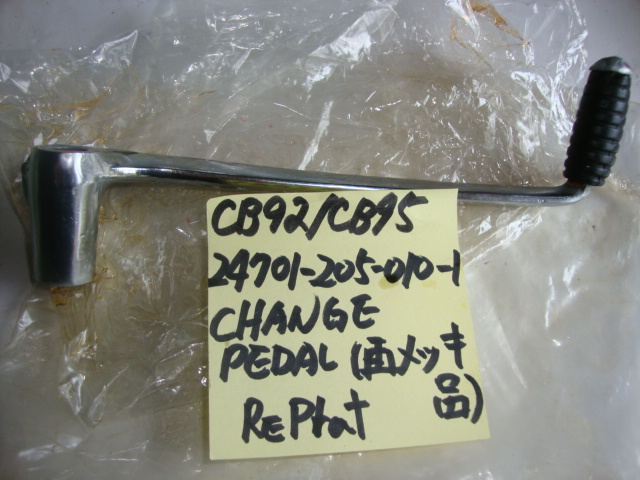 CB92/CB95
24701-205-010-1
CHANGE
PEDAL (再メッキ品)
REPlat